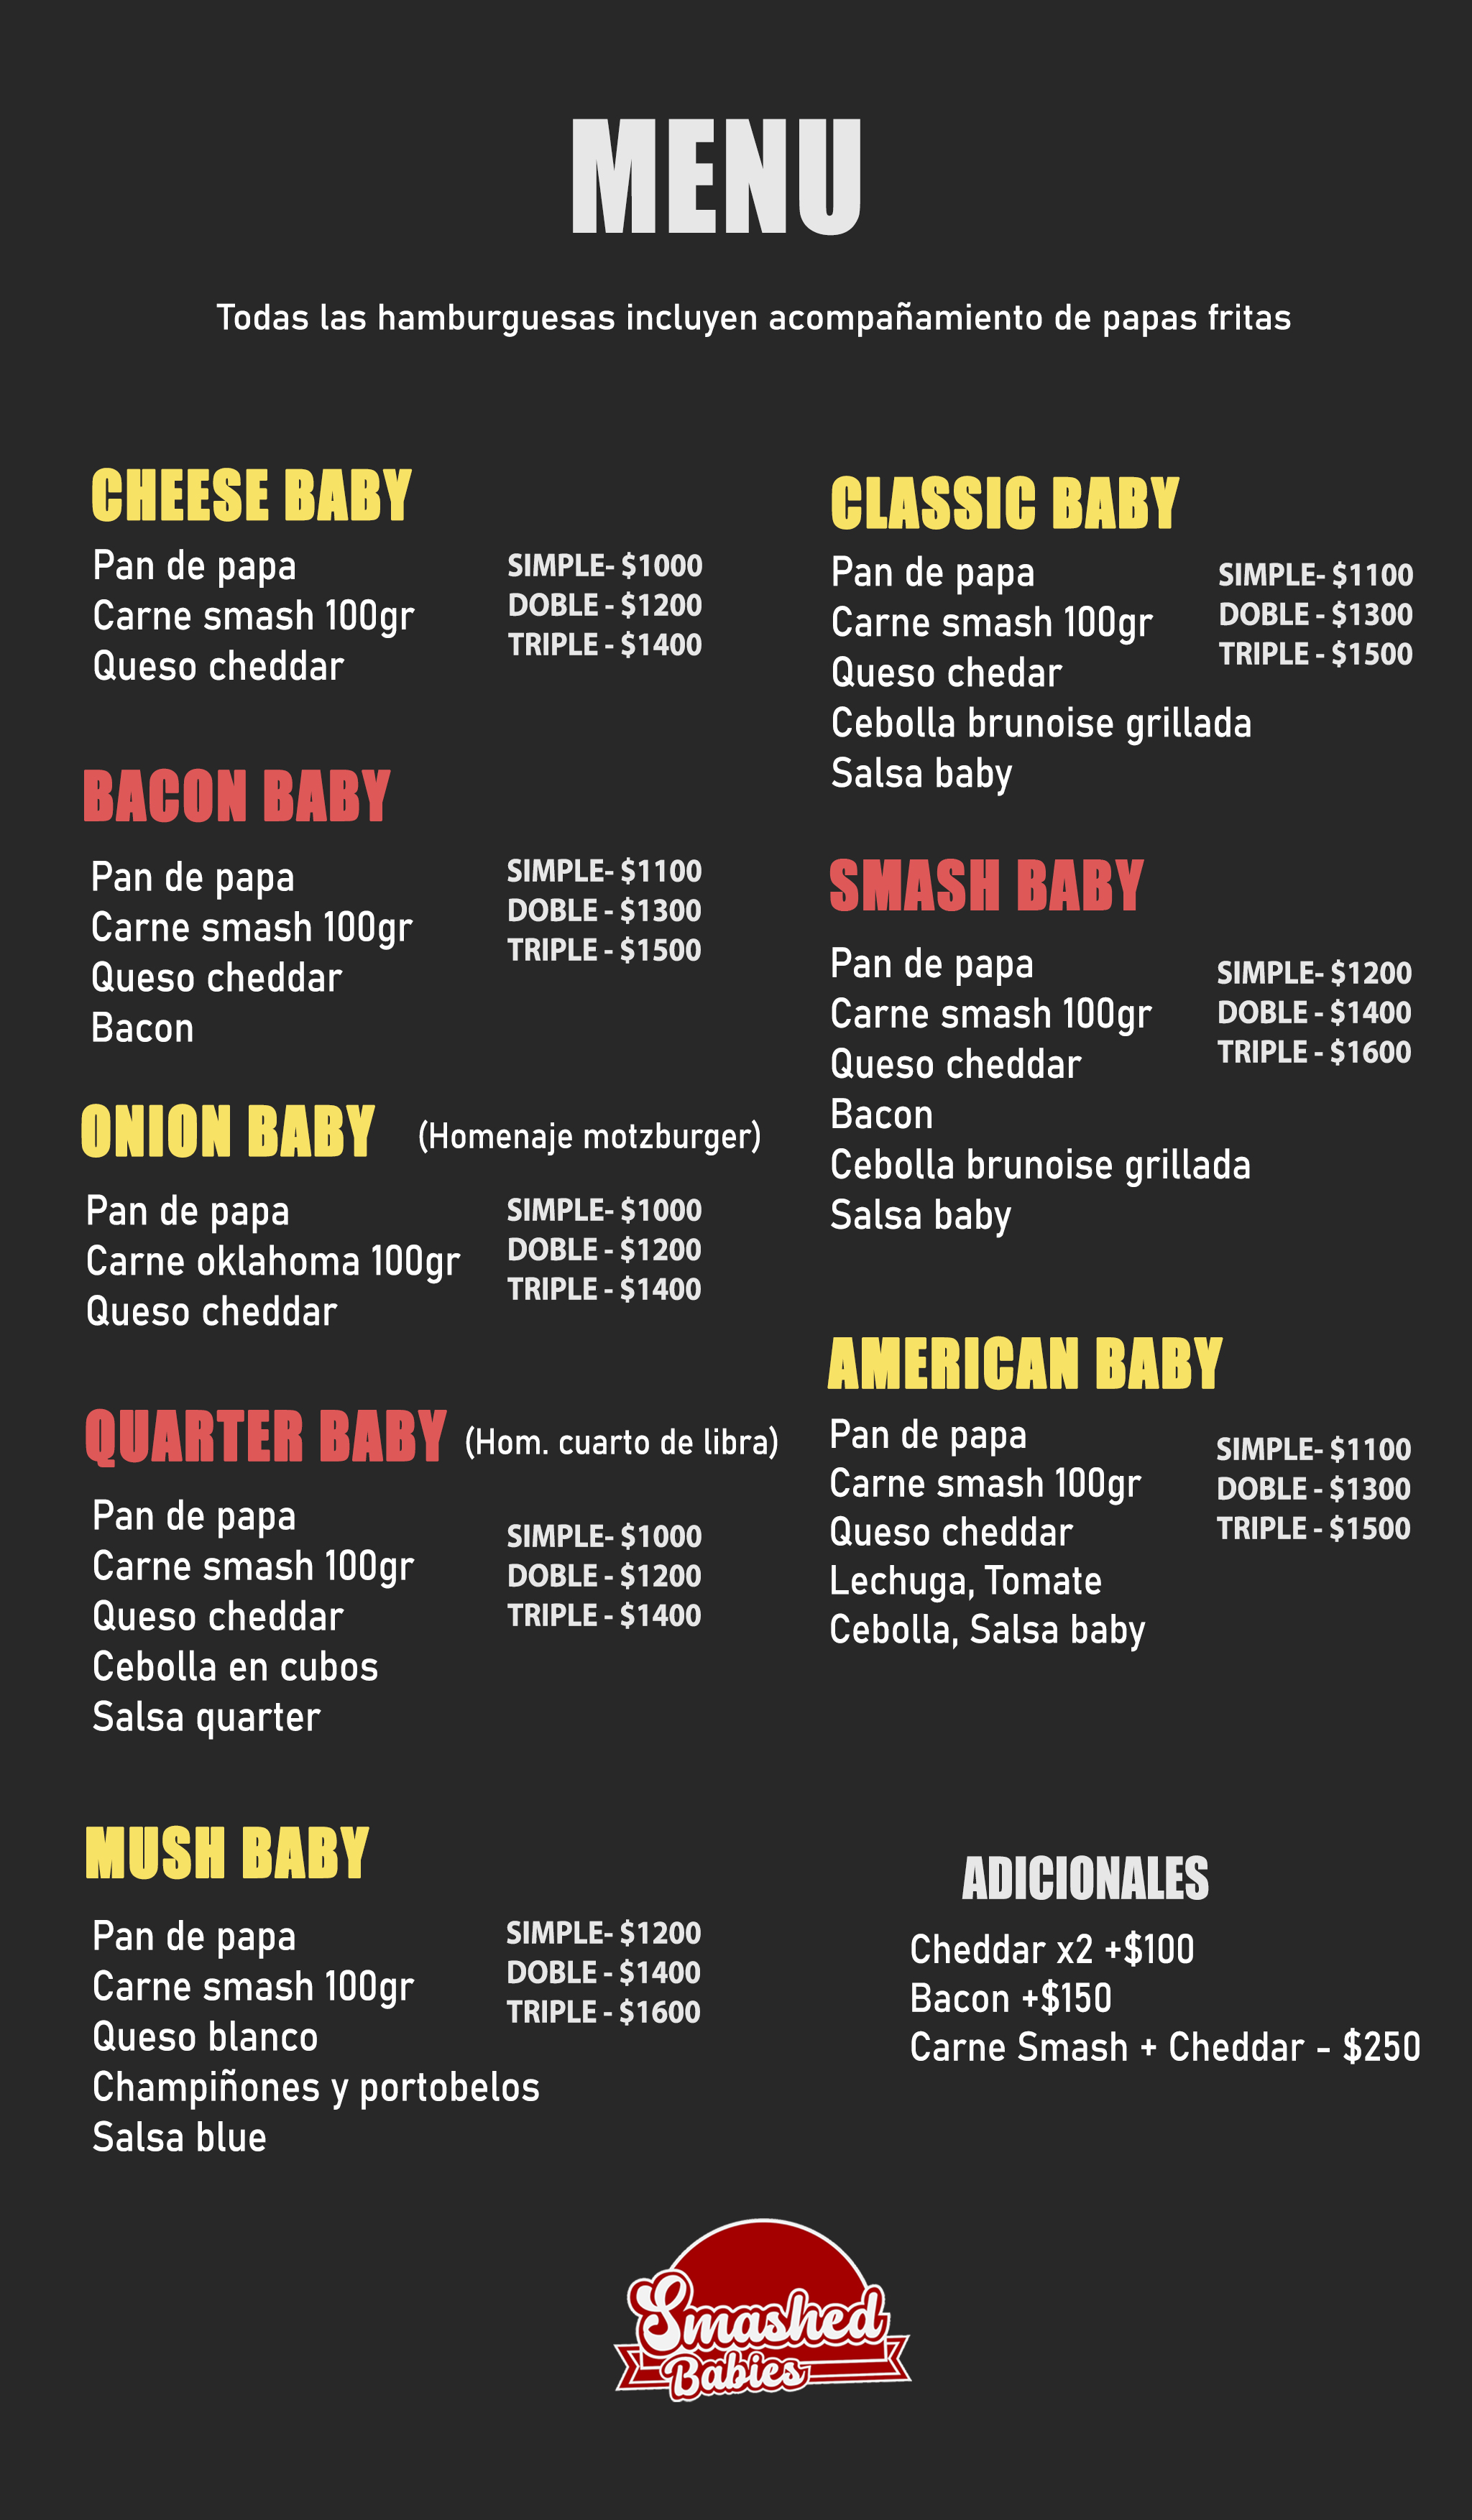 MENU
Todas las hamburguesas incluyen acompañamiento de papas fritas
CHEESE BABY
Pan de papa
Carne smash 100gr
Queso cheddar
SIMPLE- $1000
DOBLE - $1200
TRIPLE - $1400
BACON BABY
Pan de papa
Carne smash 100gr
Queso cheddar
Bacon
SIMPLE- $1100
DOBLE - $1300
TRIPLE - $1500
ONION BABY (Homenaje motzburger)
Pan de papa
Carne oklahoma 100gr
Queso cheddar
SIMPLE- $1000
DOBLE - $1200
TRIPLE - $1400
QUARTER BABY (Hom. cuarto de libra)
Pan de papa
Carne smash 100gr
Queso cheddar
Cebolla en cubos
Salsa quarter
SIMPLE- $1000
DOBLE - $1200
TRIPLE - $1400
MUSH BABY
Pan de papa
Carne smash 100gr
Queso blanco
Champiñones y portobelos
Salsa blue
SIMPLE- $1200
DOBLE - $1400
TRIPLE - $1600
CLASSIC BABY
Pan de papa
Carne smash 100gr
Queso chedar
Cebolla brunoise grillada
Salsa baby
SIMPLE- $1100
DOBLE - $1300
TRIPLE - $1500
SMASH BABY
Pan de papa
Carne smash 100gr
Queso cheddar
Bacon
Cebolla brunoise grillada
Salsa baby
SIMPLE- $1200
DOBLE - $1400
TRIPLE - $1600
AMERICAN BABY
Pan de papa
Carne smash 100gr
Queso cheddar
Lechuga, Tomate
Cebolla, Salsa baby
SIMPLE- $1100
DOBLE - $1300
TRIPLE - $1500
ADICIONALES
Cheddar x2 +$100
Bacon +$150
Carne Smash + Cheddar - $250
Smashed
Babies